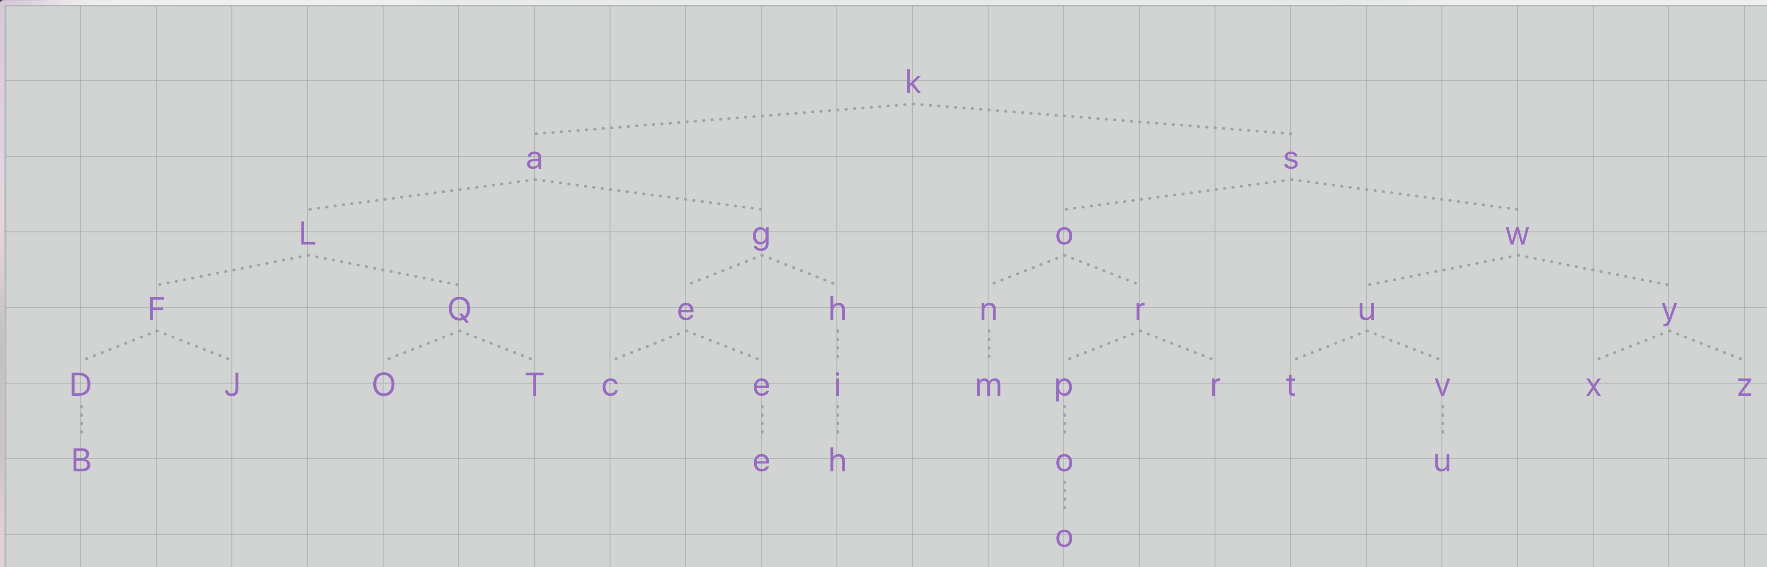 k
a s
L g o w
F Q e h n r u y
D J O T c e i m p r t v x z
B e h o u
o